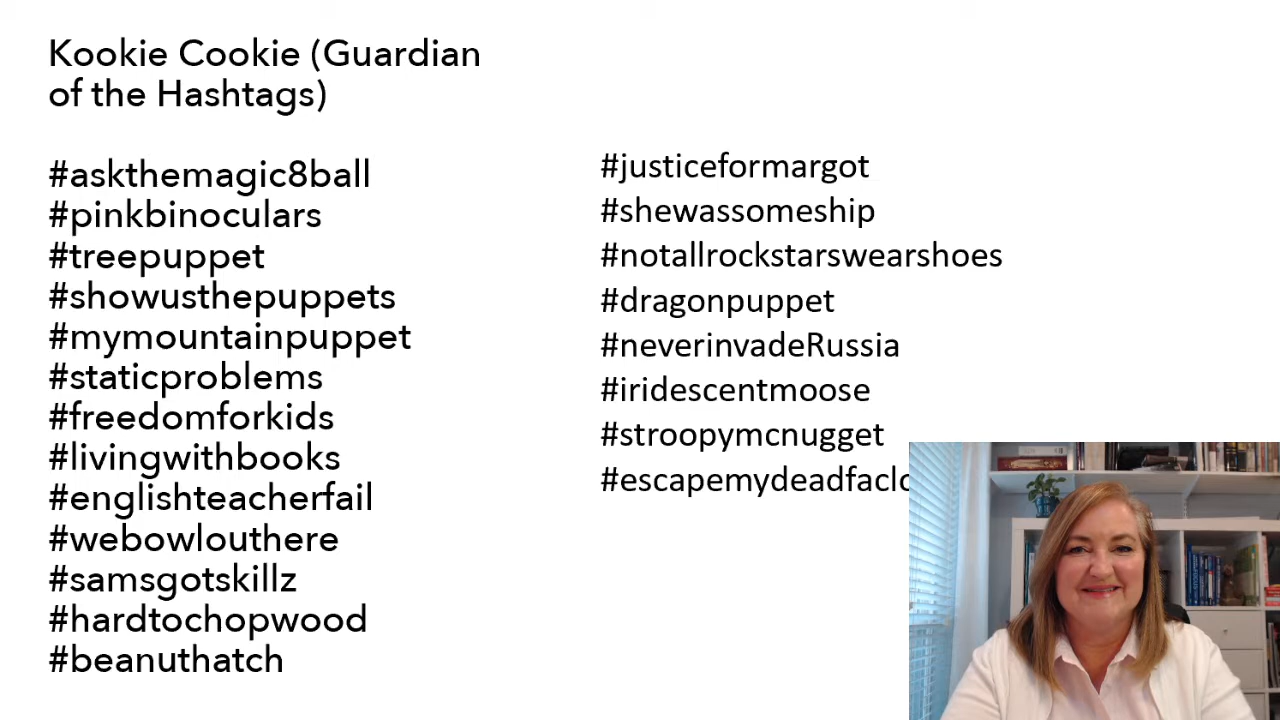 Kookie Cookie (Guardian
of the Hashtags)
#askthemagic8ball
#pinkbinoculars
#treepuppet
#showusthepuppets
#mymountainpuppet
#staticproblems
#freedomforkids
#livingwithbooks
#englishteacherfail
#webowlouthere
#samsgotskillz
#hardtochopwood
#beanuthatch
#justiceformargot
#shewassomeship
#notallrockstarswearshoes
#dragonpuppet
#neverinvadeRussia
#iridescentmoose
#stroopymcnugget